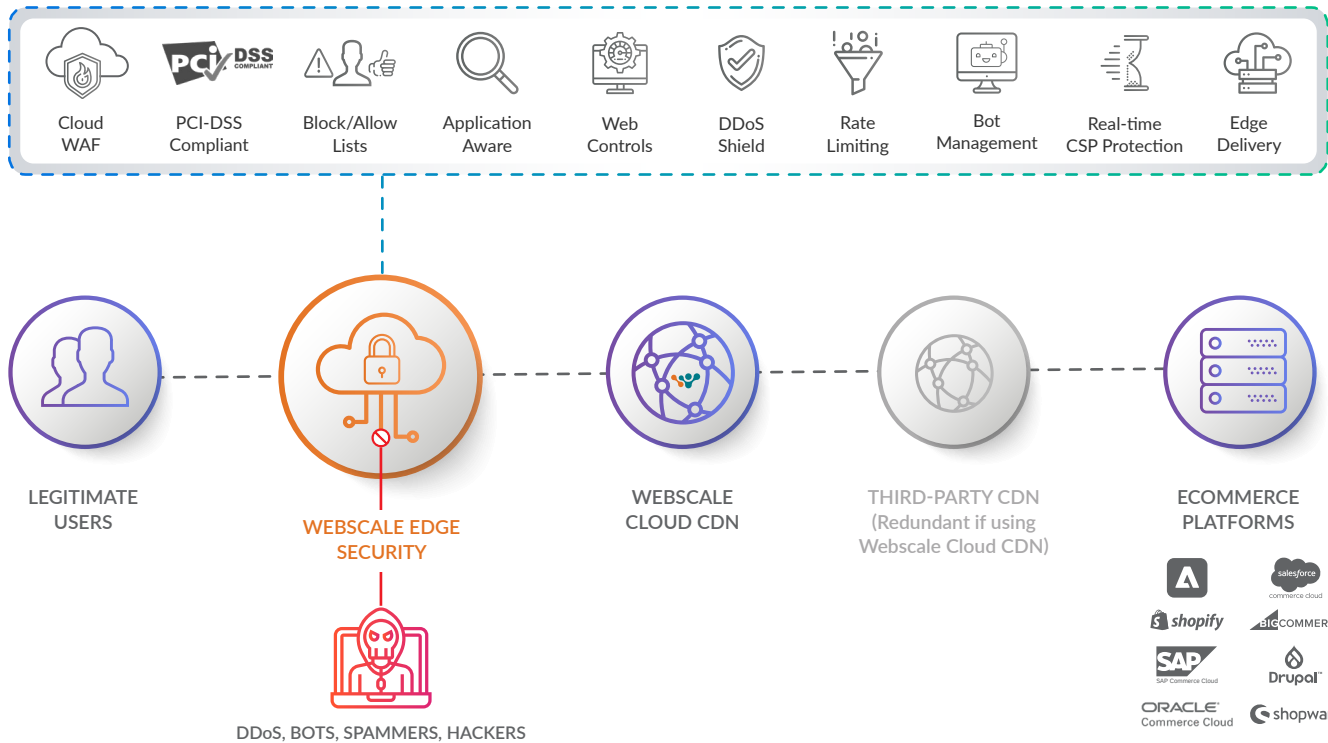 PCI DSS
COMPLIANT
Cloud
WAF
PCI-DSS
Compliant
Block/Allow
Lists
Application
Aware
Web
Controls
DDoS
Shield
Rate
Limiting
Bot
Management
Real-time
CSP Protection
Edge
Delivery
LEGITIMATE
USERS
WEBSCALE EDGE
SECURITY
WEBSCALE
CLOUD CDN
THIRD-PARTY CDN
(Redundant if using
Webscale Cloud CDN)
ECOMMERCE
PLATFORMS
salesforce
commerce cloud
shopify
BIGCOMMER
SAP
SAP Commerce Cloud
Drupal™
ORACLE®
Commerce Cloud
shopwa
DDoS, BOTS, SPAMMERS, HACKERS